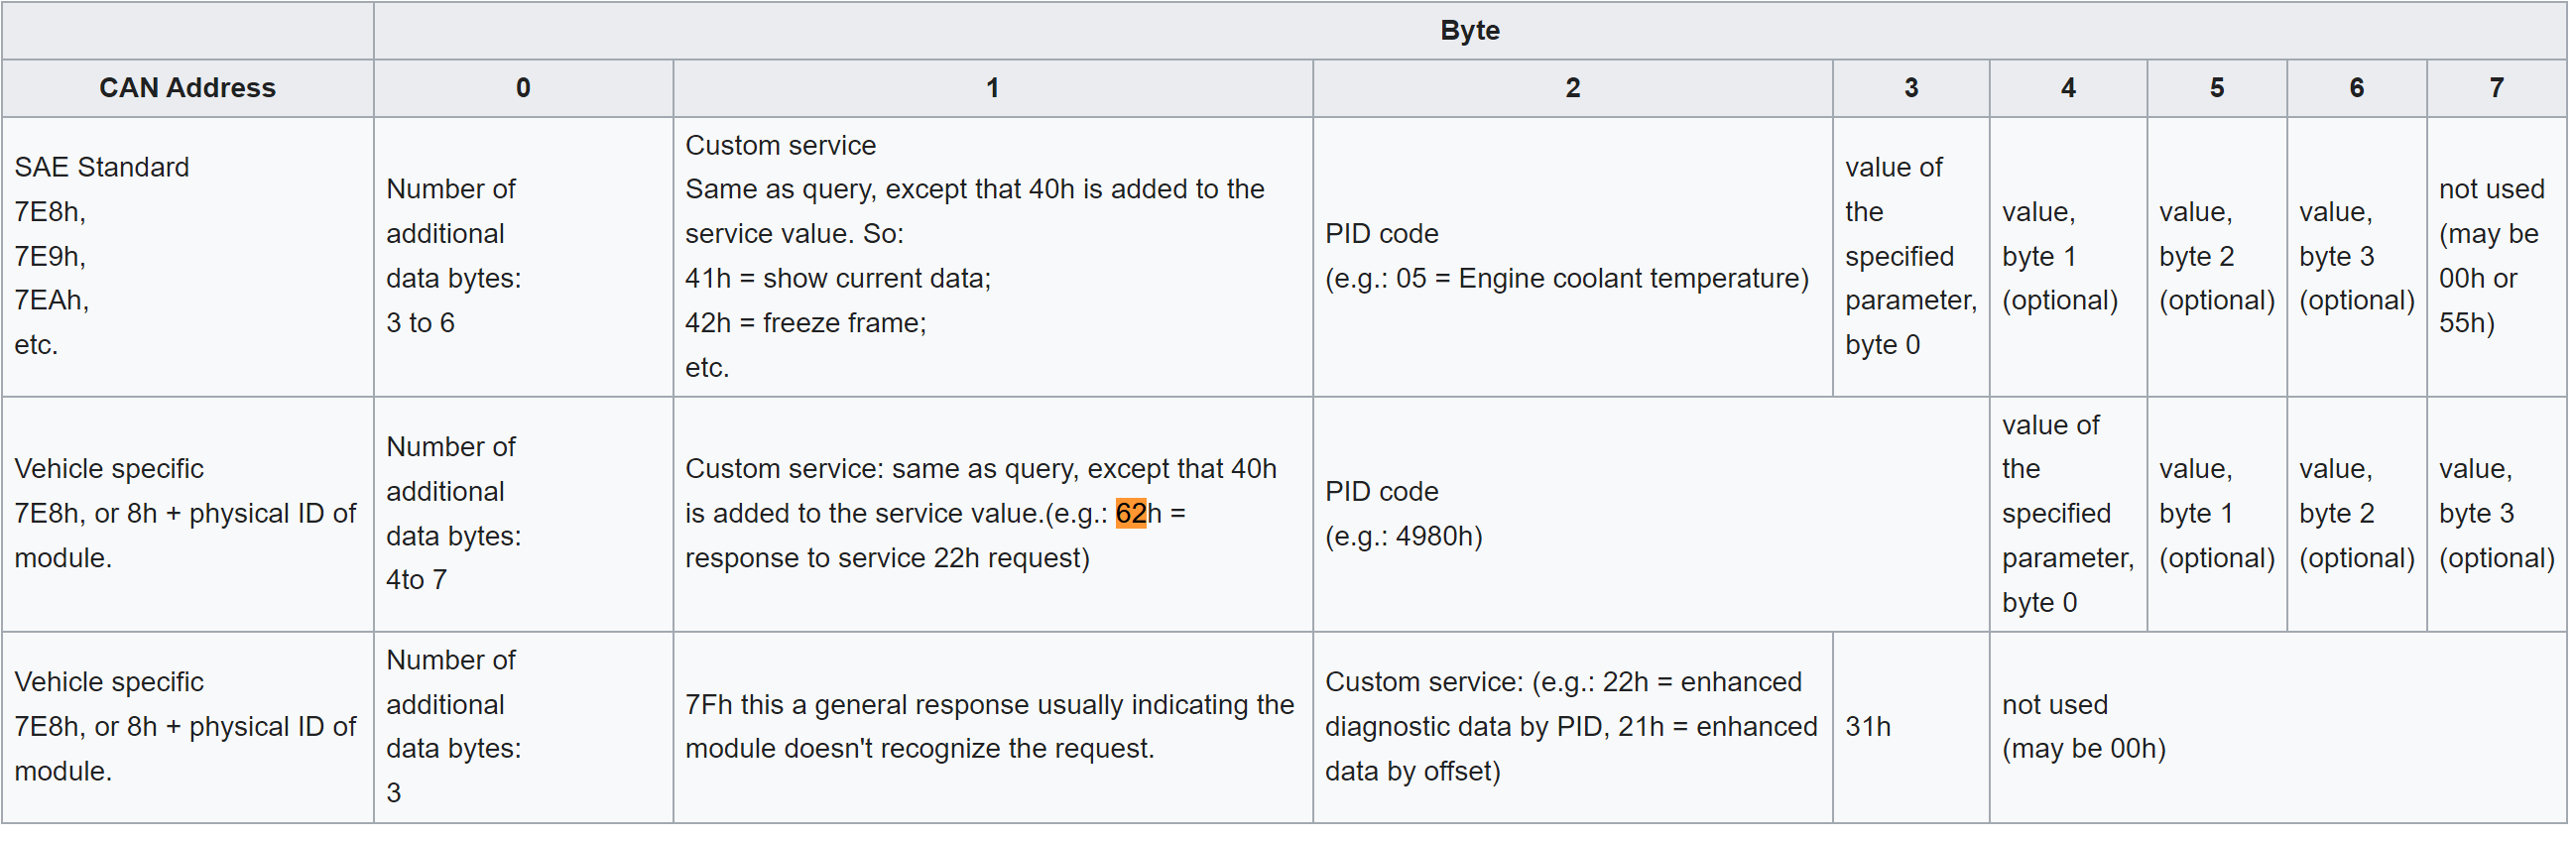 Byte
CAN Address 0 1 2 3 4 5 6 7
SAE Standard
7E8h,
7E9h,
7EAh,
etc.
Number of
additional
data bytes:
3 to 6
Custom service
Same as query, except that 40h is added to the
service value. So:
41h = show current data;
42h = freeze frame;
etc.
PID code
(e.g.: 05 = Engine coolant temperature)
value of
the
specified
parameter,
byte 0
value,
byte 1
(optional)
value,
byte 2
(optional)
value,
byte 3
(optional)
not used
(may be
00h or
55h)
Vehicle specific
7E8h, or 8h + physical ID of
module.
Number of
additional
data bytes:
4to 7
Custom service: same as query, except that 40h
is added to the service value.(e.g.: 62h =
response to service 22h request)
PID code
(e.g.: 4980h)
value of
the
specified
parameter,
byte 0
value,
byte 1
(optional)
value,
byte 2
(optional)
value,
byte 3
(optional)
Vehicle specific
7E8h, or 8h + physical ID of
module.
Number of
additional
data bytes:
3
7Fh this a general response usually indicating the
module doesn't recognize the request.
Custom service: (e.g.: 22h = enhanced
diagnostic data by PID, 21h = enhanced
data by offset)
31h
not used
(may be 00h)